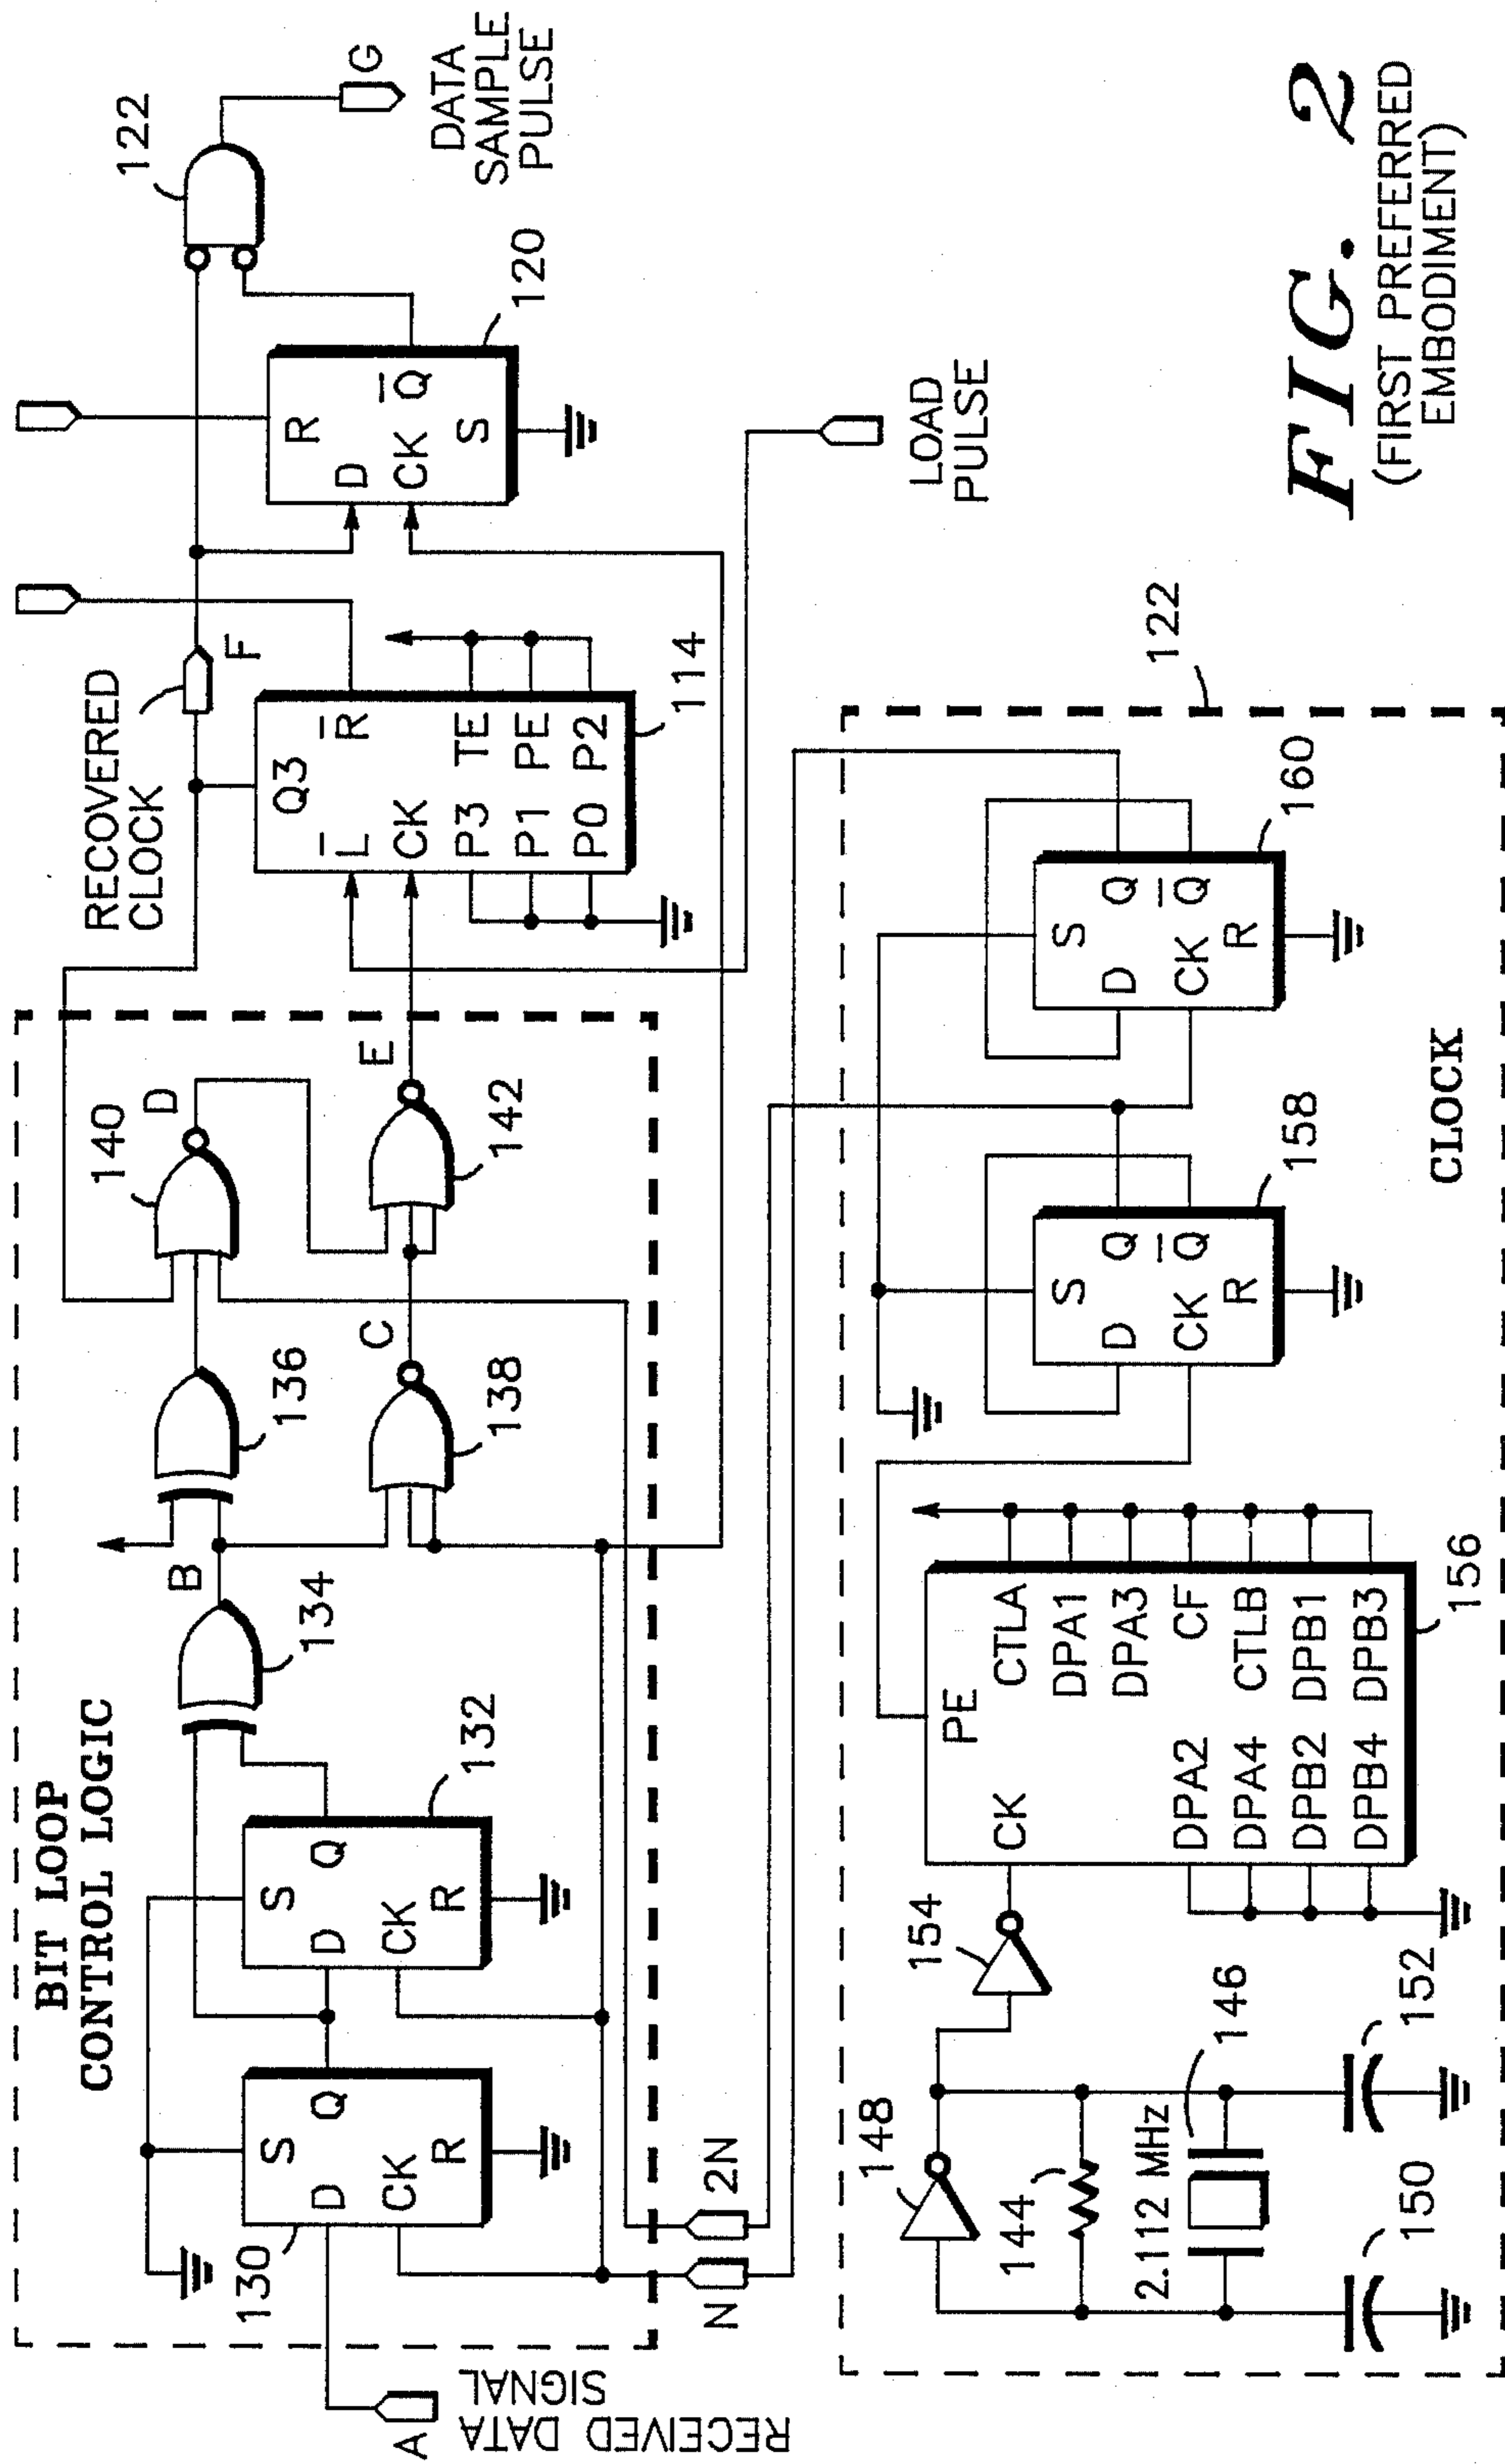 BIT LOOP
CONTROL LOGIC
RECEIVED DATA
SIGNAL
A
130
S
D
Q
CK
R
132
S
D
Q
CK
R
134
B
136
138
C
140
D
142
E
N
2N
RECOVERED
CLOCK
F
114
Q3
L
R
CK
P3
TE
P1
PE
P0
P2
120
R
D
Q
CK
S
122
G
DATA
SAMPLE
PULSE
LOAD
PULSE
122
CLOCK
148
144
2.112 MHz
146
150
152
154
156
PE
CK
CTLA
DPA1
DPA3
DPA2
CF
DPA4
CTLB
DPB2
DPB1
DPB4
DPB3
158
S
D
Q
CK
Q
R
160
S
D
Q
CK
Q
R
FIG. 2
(FIRST PREFERRED
EMBODIMENT)